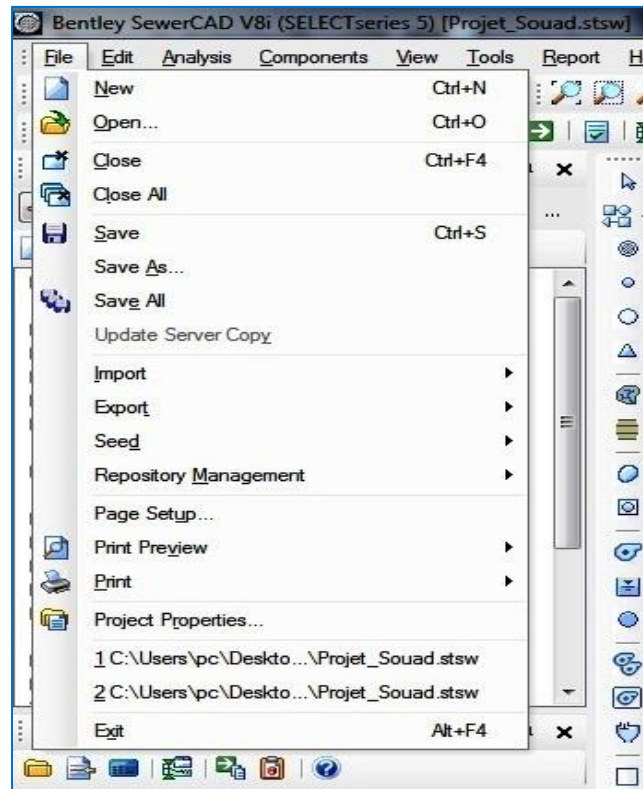 Bentley SewerCAD V8i (SELECTseries 5) [Projet_Souad.stsw]
File Edit Analysis Components View Tools Report H
New Ctrl+N
Open... Ctrl+O
Close Ctrl+F4
Close All
Save Ctrl+S
Save As...
Save All
Update Server Copy
Import
Export
Seed
Repository Management
Page Setup...
Print Preview
Print
Project Properties...
1 C:\Users\pc\Deskto...\Projet_Souad.stsw
2 C:\Users\pc\Deskto...\Projet_Souad.stsw
Exit Alt+F4